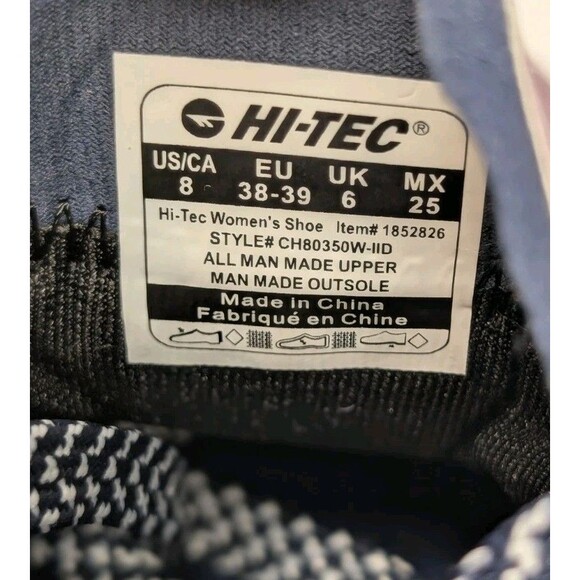 HI-TEC®
US/CA EU UK MX
8 38-39 6 25
Hi-Tec Women's Shoe Item# 1852826
STYLE# CH80350W-IID
ALL MAN MADE UPPER
MAN MADE OUTSOLE
Made in China
Fabriqué en Chine